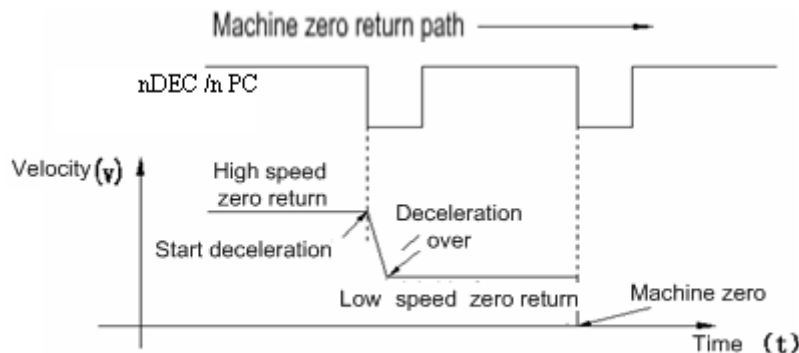 Machine zero return path
nDEC /n PC
Velocity(v)
High speed
zero return
Deceleration
over
Start deceleration
Low speed zero return
Machine zero
Time (t)